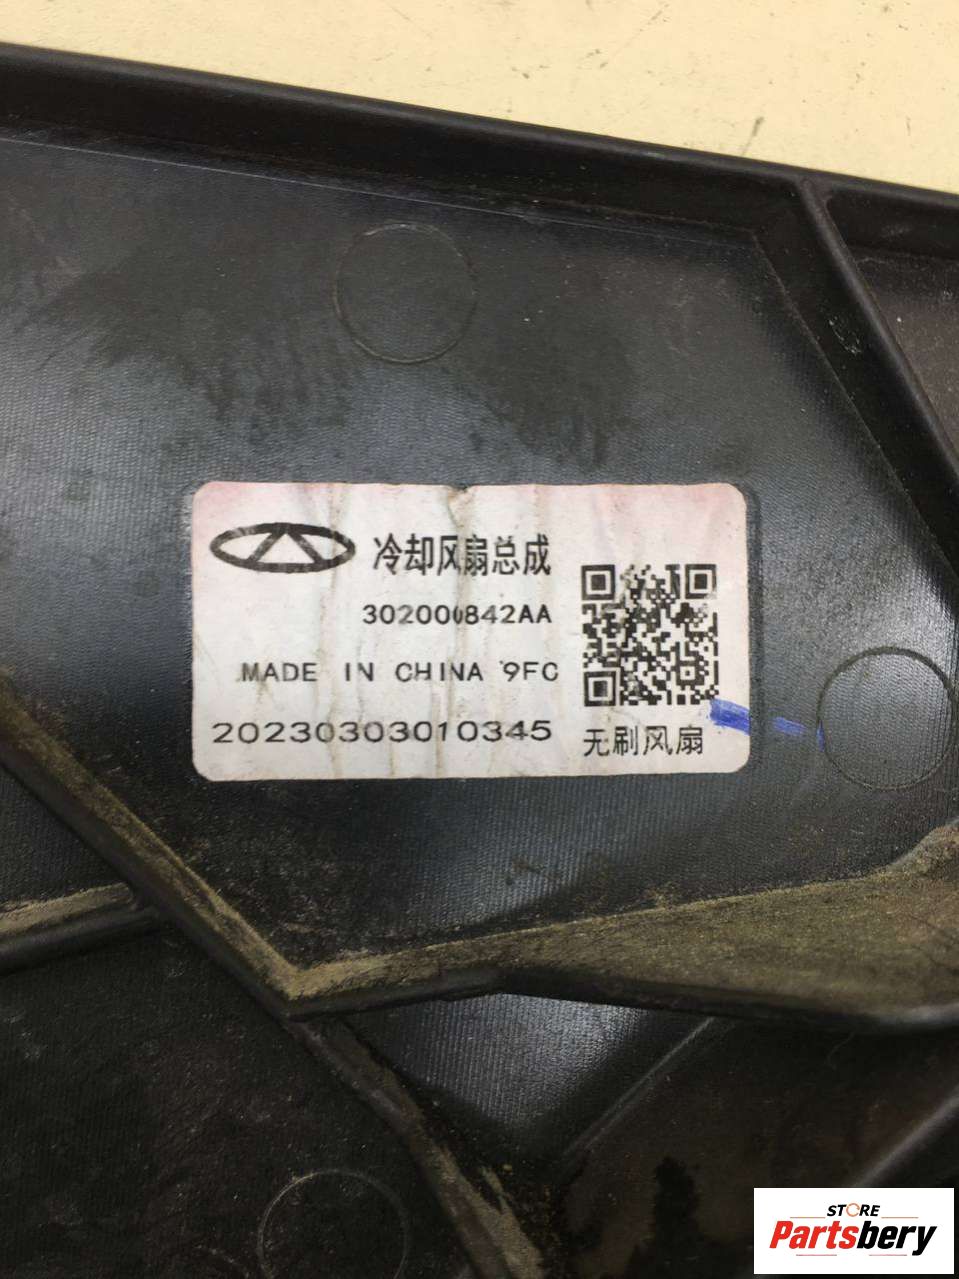 冷却风扇总成
302000842AA
MADE IN CHINA 9FC
20230303010345
无刷风扇
STORE
Partsbery